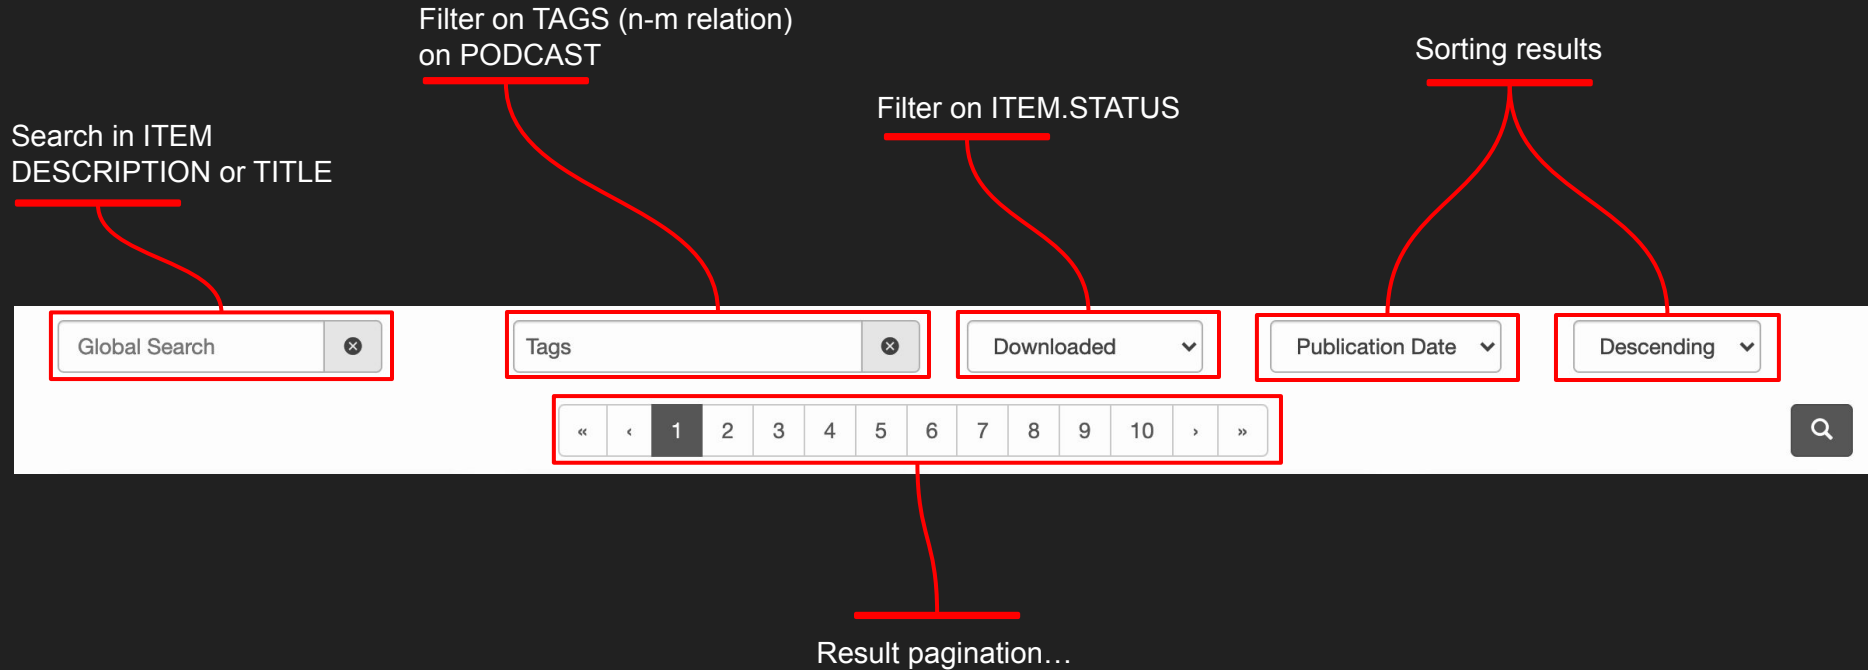 Filter on TAGS (n-m relation)
on PODCAST
Sorting results
Filter on ITEM.STATUS
Search in ITEM
DESCRIPTION or TITLE
Global Search
Tags
Downloaded
Publication Date
Descending
« ‹ 1 2 3 4 5 6 7 8 9 10 › »
Result pagination…